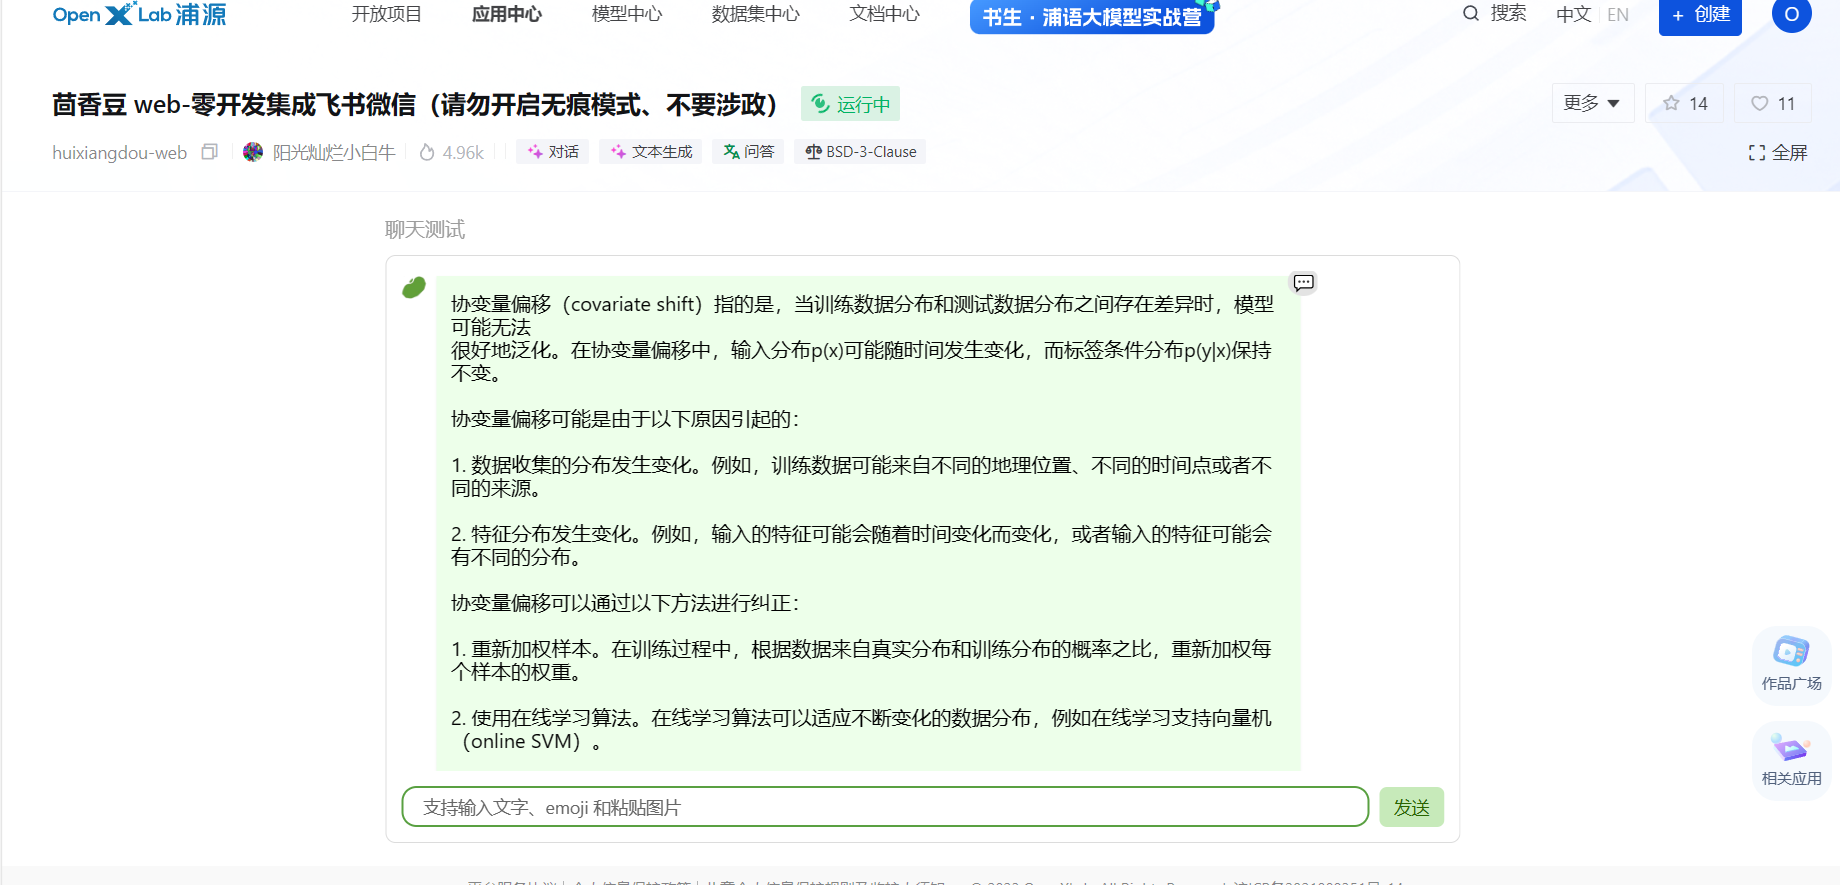 OpenXLab浦源 开放项目 应用中心 模型中心 数据集中心 文档中心 书生·浦语大模型实战营 搜索 中文 EN + 创建 O
茴香豆 web-零开发集成飞书微信（请勿开启无痕模式、不要涉政） 运行中 更多 14 11
huixiangdou-web 阳光灿烂小白牛 4.96k 对话 文本生成 问答 BSD-3-Clause 全屏
聊天测试
协变量偏移（covariate shift）指的是，当训练数据分布和测试数据分布之间存在差异时，模型
可能无法
很好地泛化。在协变量偏移中，输入分布p(x)可能随时间发生变化，而标签条件分布p(y|x)保持
不变。
协变量偏移可能是由于以下原因引起的：
1. 数据收集的分布发生变化。例如，训练数据可能来自不同的地理位置、不同的时间点或者不
同的来源。
2. 特征分布发生变化。例如，输入的特征可能会随着时间变化而变化，或者输入的特征可能会
有不同的分布。
协变量偏移可以通过以下方法进行纠正：
1. 重新加权样本。在训练过程中，根据数据来自真实分布和训练分布的概率之比，重新加权每
个样本的权重。
2. 使用在线学习算法。在线学习算法可以适应不断变化的数据分布，例如在线学习支持向量机
（online SVM）。
支持输入文字、emoji 和粘贴图片 发送
作品广场
相关应用